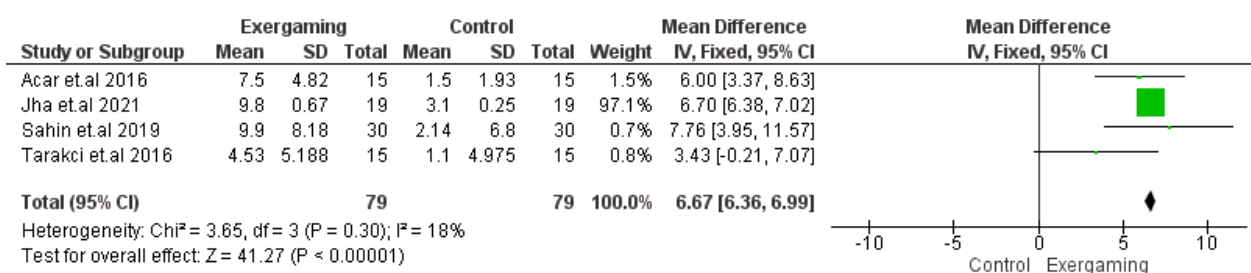 Exergaming Control Mean Difference Mean Difference
Study or Subgroup Mean SD Total Mean SD Total Weight IV, Fixed, 95% CI IV, Fixed, 95% CI
Acar et.al 2016 7.5 4.82 15 1.5 1.93 15 1.5% 6.00 [3.37, 8.63]
Jha et.al 2021 9.8 0.67 19 3.1 0.25 19 97.1% 6.70 [6.38, 7.02]
Sahin et.al 2019 9.9 8.18 30 2.14 6.8 30 0.7% 7.76 [3.95, 11.57]
Tarakci et.al 2016 4.53 5.188 15 1.1 4.975 15 0.8% 3.43 [-0.21, 7.07]
Total (95% CI) 79 79 100.0% 6.67 [6.36, 6.99]
Heterogeneity: Chi² = 3.65, df = 3 (P = 0.30); I² = 18%
Test for overall effect: Z = 41.27 (P < 0.00001)
-10 -5 0 5 10
Control Exergaming